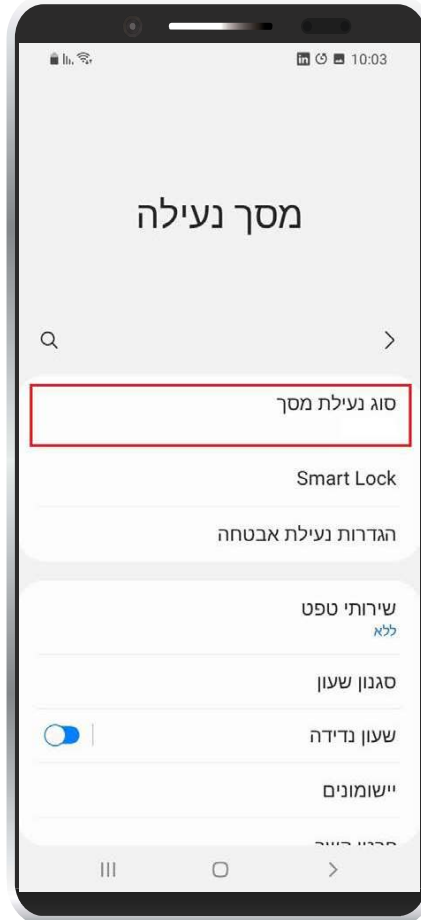 10:03
מסך נעילה
סוג נעילת מסך
Smart Lock
הגדרות נעילת אבטחה
שירותי טפט
ללא
סגנון שעון
שעון נדידה
יישומונים